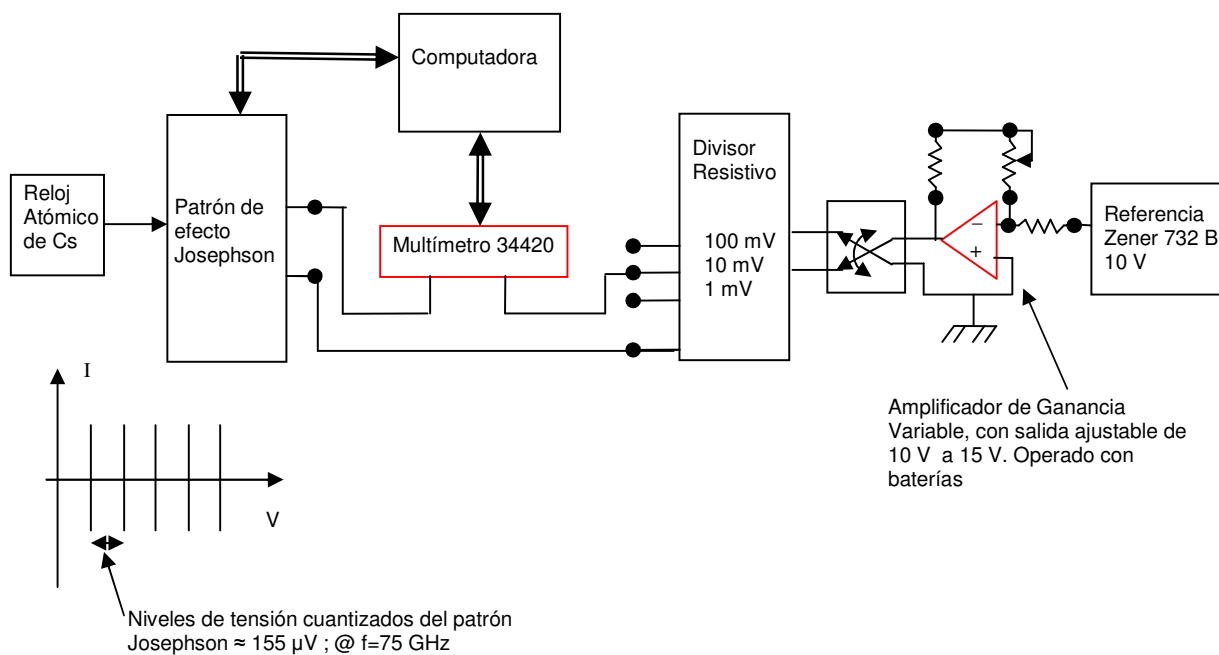 Computadora
Reloj
Atómico
de Cs
Patrón de
efecto
Josephson
Multímetro 34420
Divisor
Resistivo
100 mV
10 mV
1 mV
−
+
Referencia
Zener 732 B
10 V
Amplificador de Ganancia
Variable, con salida ajustable de
10 V a 15 V. Operado con
baterías
I
V
Niveles de tensión cuantizados del patrón
Josephson ≈ 155 µV ; @ f=75 GHz